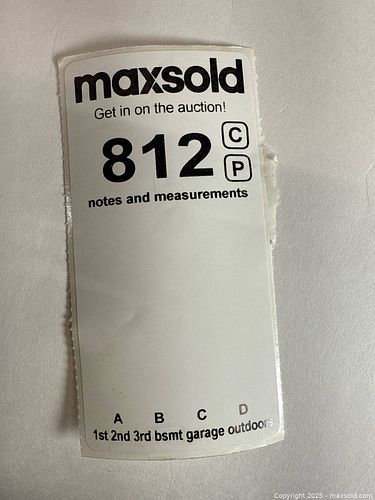 maxsold
Get in on the auction!
812 C
P
notes and measurements
A B C D
1st 2nd 3rd bsmt garage outdoors
Copyright 2025 - maxsold.com